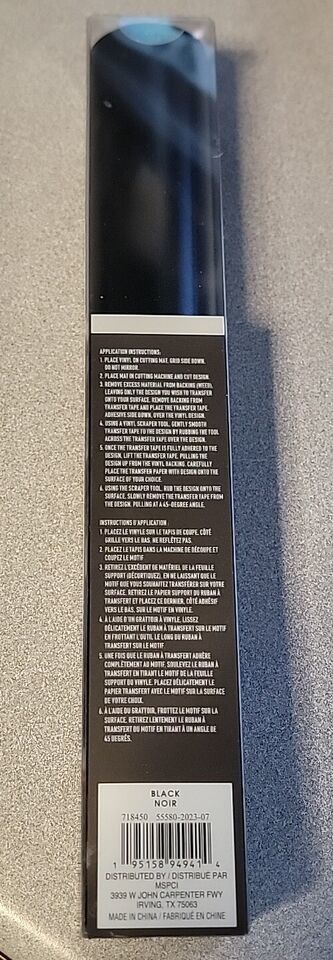 APPLICATION INSTRUCTIONS:
1. PLACE VINYL ON CUTTING MAT, GRID SIDE DOWN.
DO NOT MIRROR.
2. PLACE MAT IN CUTTING MACHINE AND CUT DESIGN.
3. REMOVE EXCESS MATERIAL FROM BACKING (WEED),
LEAVING ONLY THE DESIGN YOU WISH TO TRANSFER
ONTO YOUR SURFACE. REMOVE BACKING FROM
TRANSFER TAPE AND PLACE THE TRANSFER TAPE,
ADHESIVE SIDE DOWN, OVER THE VINYL DESIGN.
4. USING A VINYL SCRAPER TOOL, GENTLY SMOOTH
TRANSFER TAPE TO THE DESIGN BY RUBBING THE TOOL
ACROSS THE TRANSFER TAPE OVER THE DESIGN.
5. ONCE THE TRANSFER TAPE IS FULLY ADHERED TO THE
DESIGN, LIFT THE TRANSFER TAPE, PULLING THE
DESIGN UP FROM THE VINYL BACKING. CAREFULLY
PLACE THE TRANSFER PAPER WITH DESIGN ONTO THE
SURFACE OF YOUR CHOICE.
6. USING THE SCRAPER TOOL, RUB THE DESIGN ONTO THE
SURFACE. SLOWLY REMOVE THE TRANSFER TAPE FROM
THE DESIGN, PULLING AT A 45-DEGREE ANGLE.
INSTRUCTIONS D'APPLICATION :
1. PLACEZ LE VINYLE SUR LE TAPIS DE COUPE, CÔTÉ
GRILLE VERS LE BAS. NE REFLÉTEZ PAS.
2. PLACEZ LE TAPIS DANS LA MACHINE DE DÉCOUPE ET
COUPEZ LE MOTIF.
3. RETIREZ L'EXCÉDENT DE MATÉRIEL DE LA FEUILLE
SUPPORT (DÉCORTIQUEZ), EN NE LAISSANT QUE LE
MOTIF QUE VOUS SOUHAITEZ TRANSFÉRER SUR VOTRE
SURFACE. RETIREZ LE PAPIER SUPPORT DU RUBAN À
TRANSFERT ET PLACEZ CE DERNIER, CÔTÉ ADHÉSIF
VERS LE BAS, SUR LE MOTIF EN VINYLE.
4. À L'AIDE D'UN GRATTOIR À VINYLE, LISSEZ
DÉLICATEMENT LE RUBAN À TRANSFERT SUR LE MOTIF
EN FROTTANT L'OUTIL LE LONG DU RUBAN À
TRANSFERT SUR LE MOTIF.
5. UNE FOIS QUE LE RUBAN À TRANSFERT ADHÈRE
COMPLÈTEMENT AU MOTIF, SOULEVEZ LE RUBAN À
TRANSFERT EN TIRANT LE MOTIF DE LA FEUILLE
SUPPORT DU VINYLE. PLACEZ DÉLICATEMENT LE
PAPIER TRANSFERT AVEC LE MOTIF SUR LA SURFACE
DE VOTRE CHOIX.
6. À L'AIDE DU GRATTOIR, FROTTEZ LE MOTIF SUR LA
SURFACE. RETIREZ LENTEMENT LE RUBAN À
TRANSFERT DU MOTIF EN TIRANT À UN ANGLE DE
45 DEGRÉS.
BLACK
NOIR
718450 55580-2023-07
1 95158 94941 4
DISTRIBUTED BY / DISTRIBUÉ PAR
MSPCI
3939 W JOHN CARPENTER FWY
IRVING, TX 75063
MADE IN CHINA / FABRIQUÉ EN CHINE